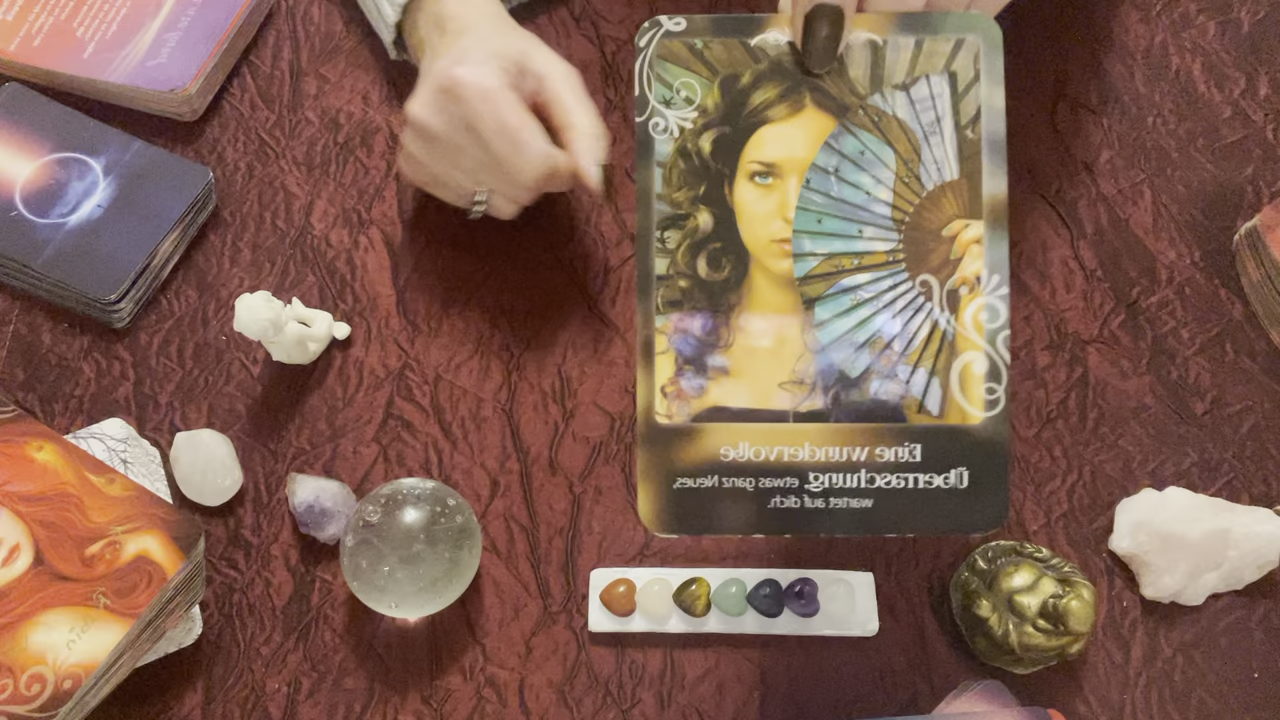 Eine wundervolle
Überraschung, etwas ganz Neues,
wartet auf dich.